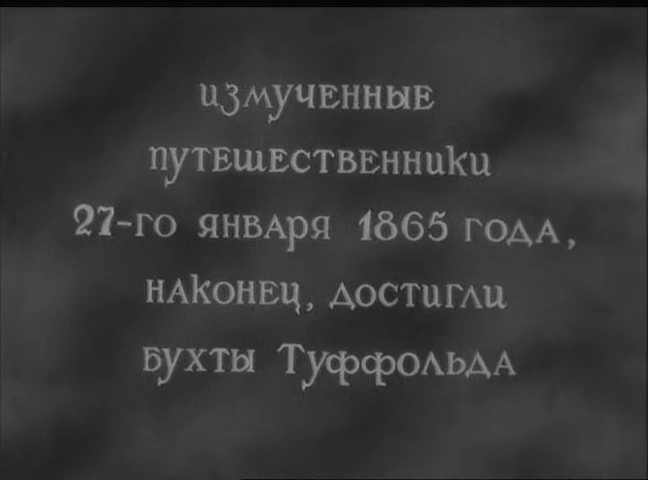 измученные
путешественники
27-го января 1865 года,
наконец, достигли
бухты Туффольда